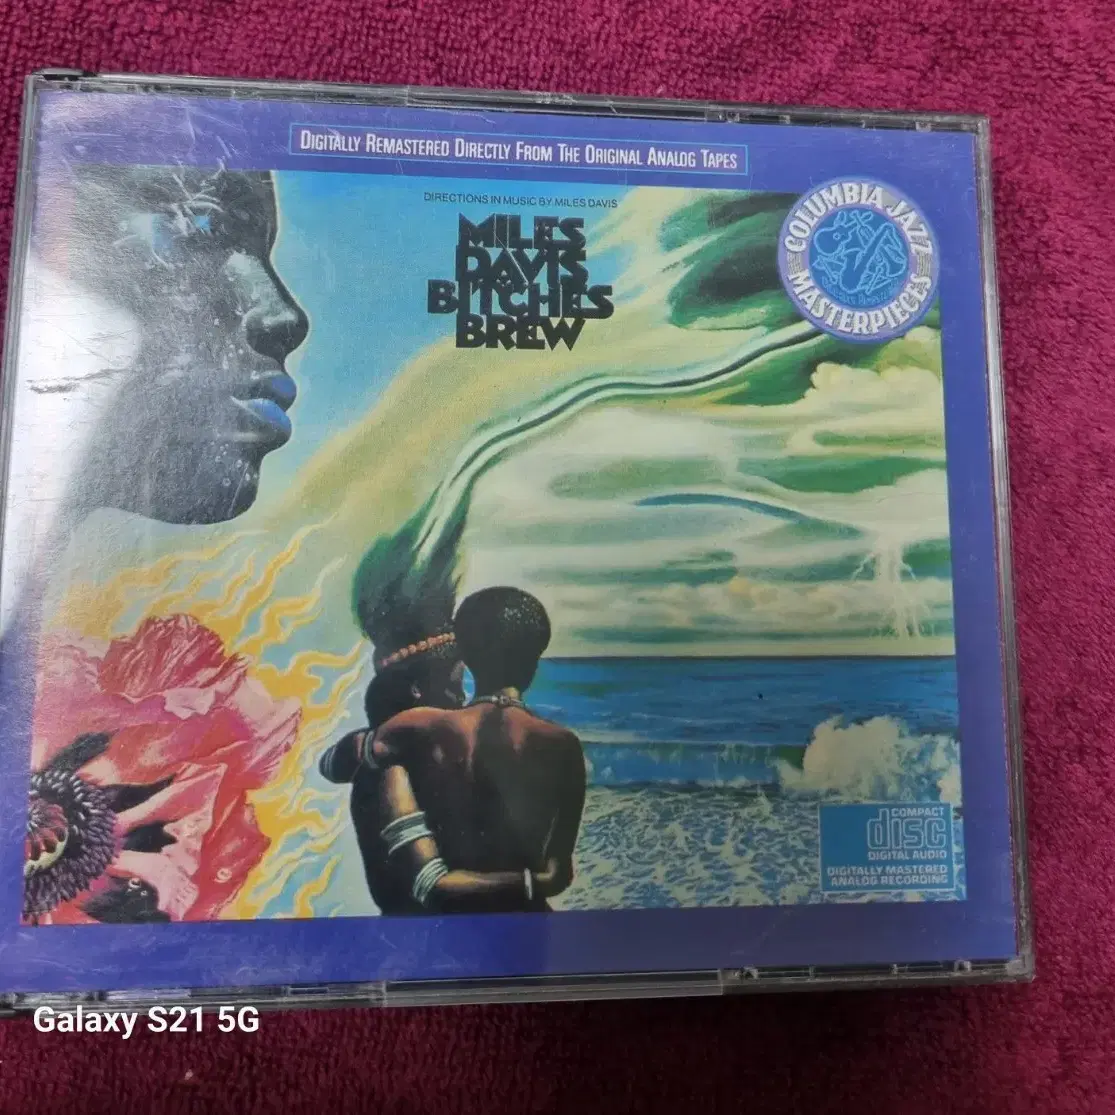 DIGITALLY REMASTERED DIRECTLY FROM THE ORIGINAL ANALOG TAPES
DIRECTIONS IN MUSIC BY MILES DAVIS
MILES
DAVIS
BITCHES
BREW
COLUMBIA JAZZ
MASTERPIECES
COMPACT
disc
DIGITAL AUDIO
DIGITALLY MASTERED
ANALOG RECORDING
Galaxy S21 5G